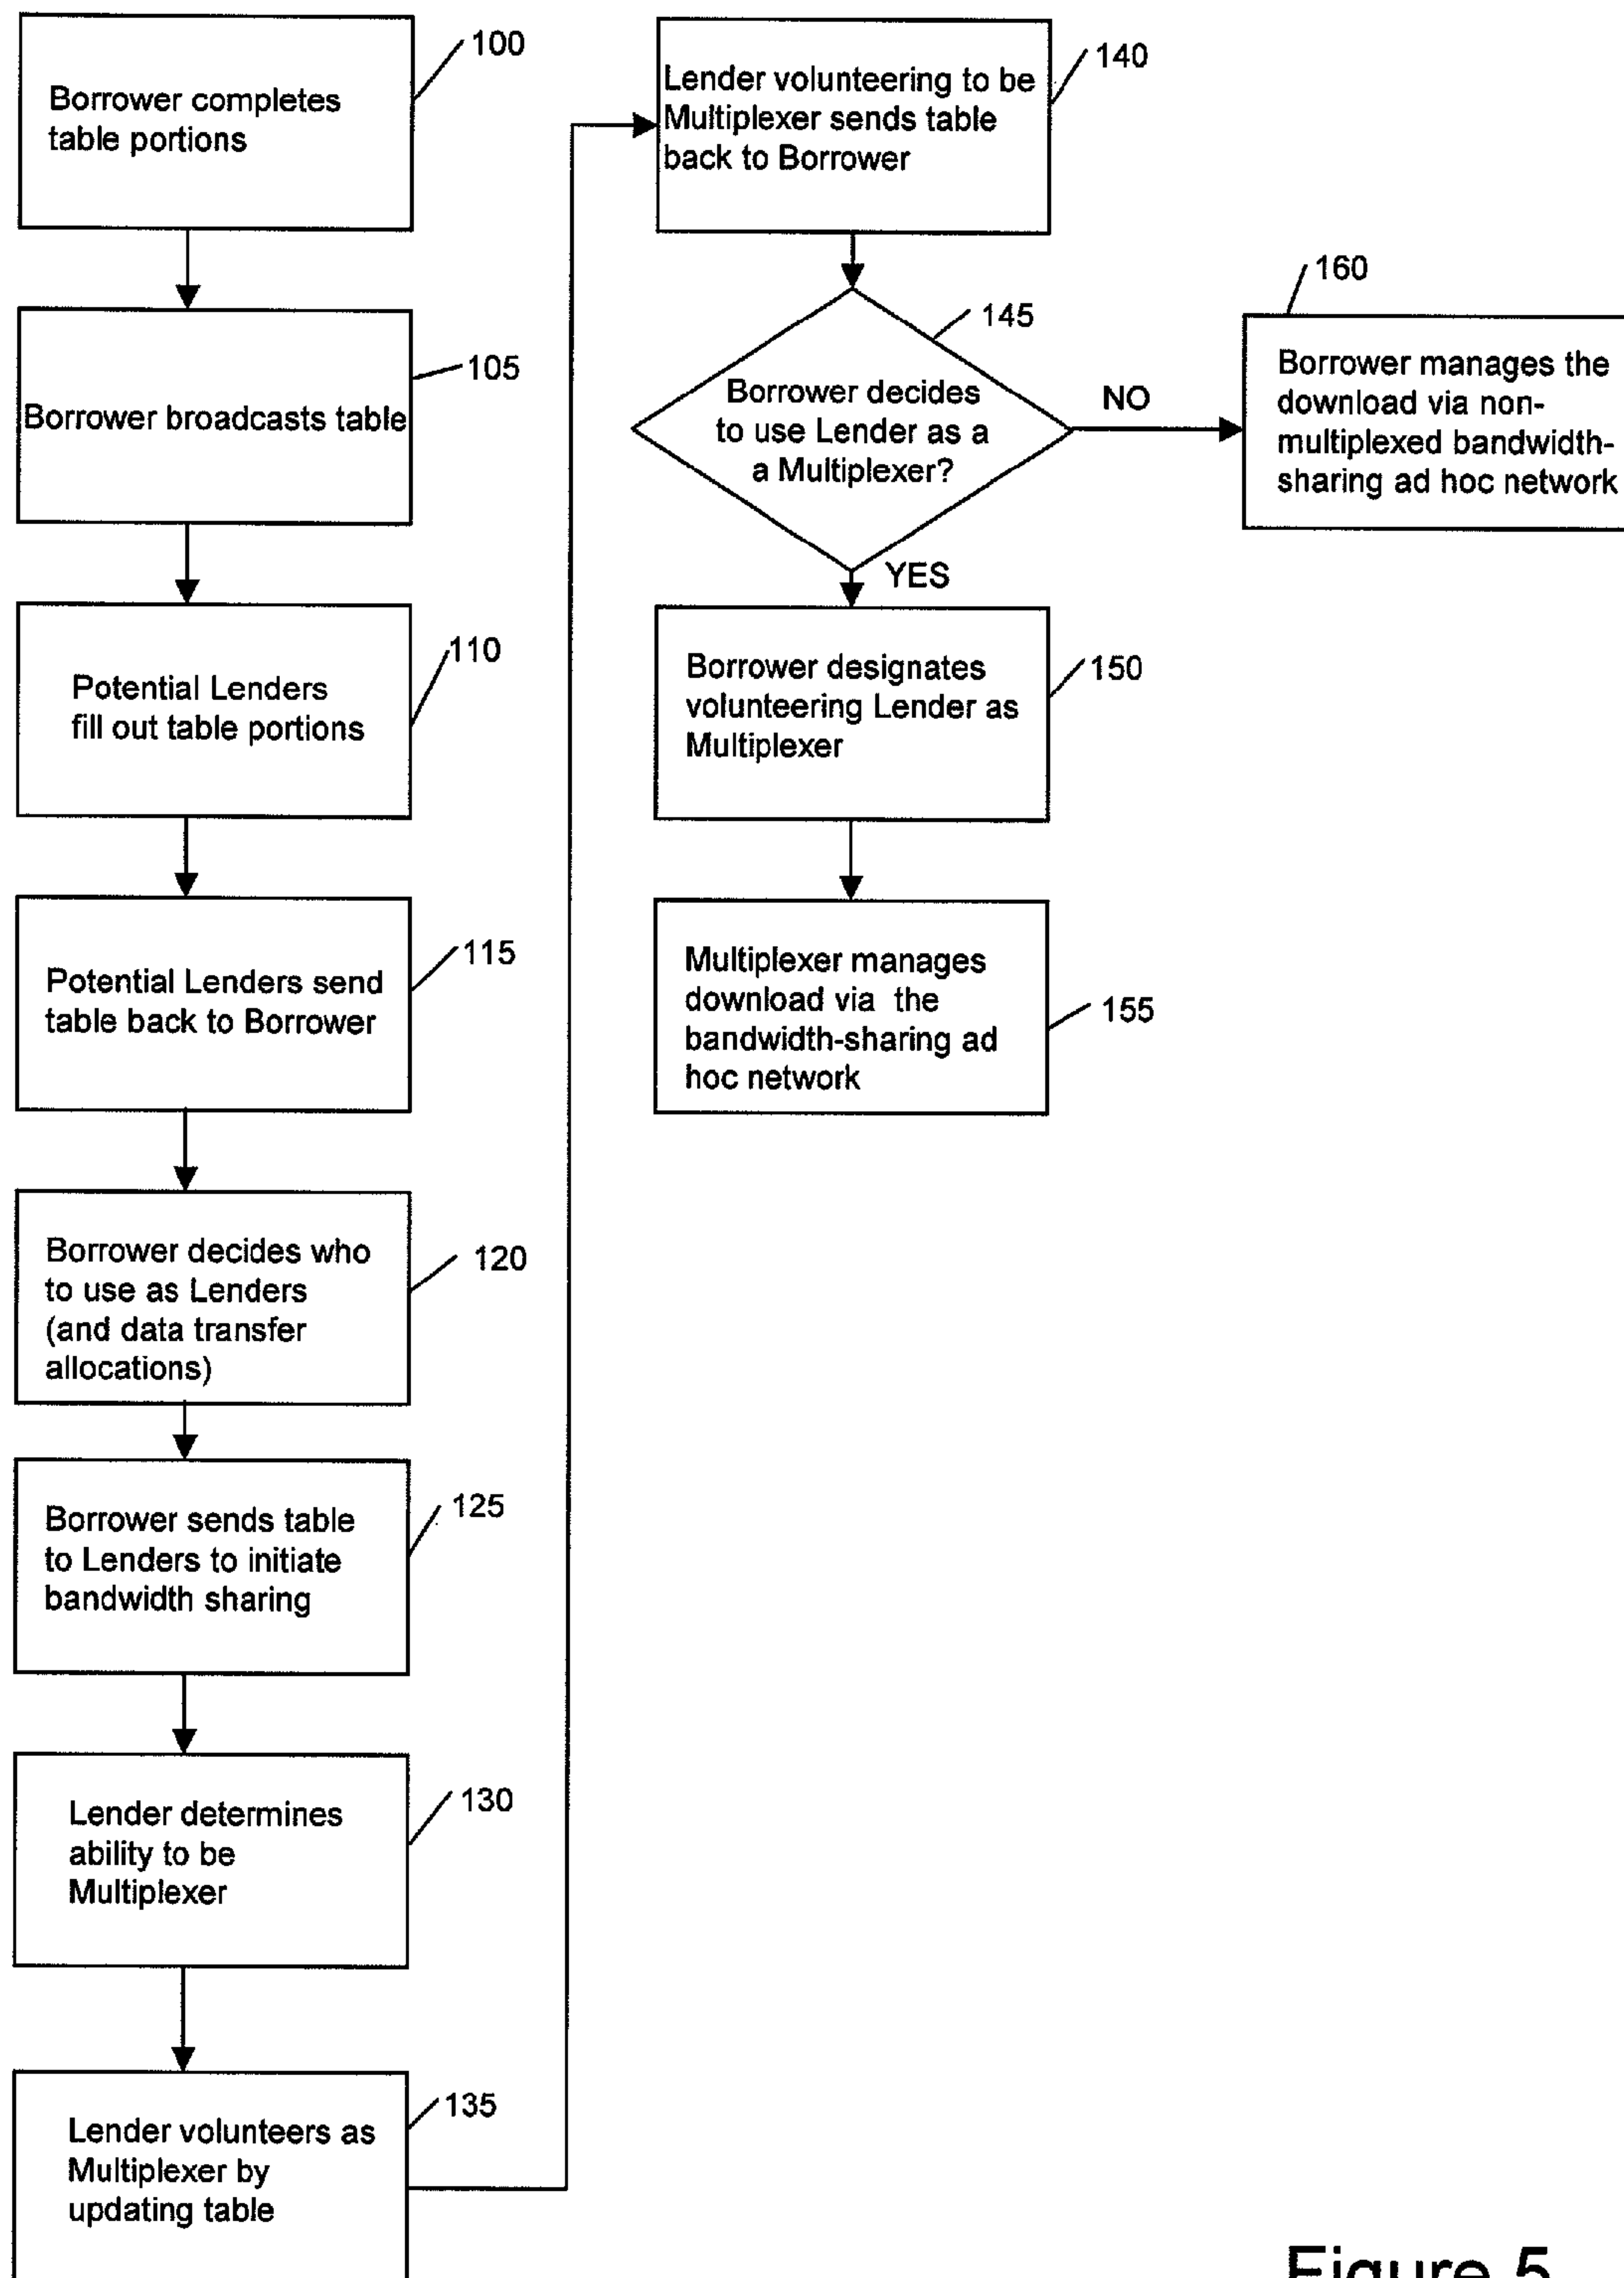 100
Borrower completes
table portions
105
Borrower broadcasts table
110
Potential Lenders
fill out table portions
115
Potential Lenders send
table back to Borrower
120
Borrower decides who
to use as Lenders
(and data transfer
allocations)
125
Borrower sends table
to Lenders to initiate
bandwidth sharing
130
Lender determines
ability to be
Multiplexer
135
Lender volunteers as
Multiplexer by
updating table
140
Lender volunteering to be
Multiplexer sends table
back to Borrower
145
Borrower decides
to use Lender as a
a Multiplexer?
NO
160
Borrower manages the
download via non-
multiplexed bandwidth-
sharing ad hoc network
YES
150
Borrower designates
volunteering Lender as
Multiplexer
155
Multiplexer manages
download via the
bandwidth-sharing ad
hoc network
Figure 5